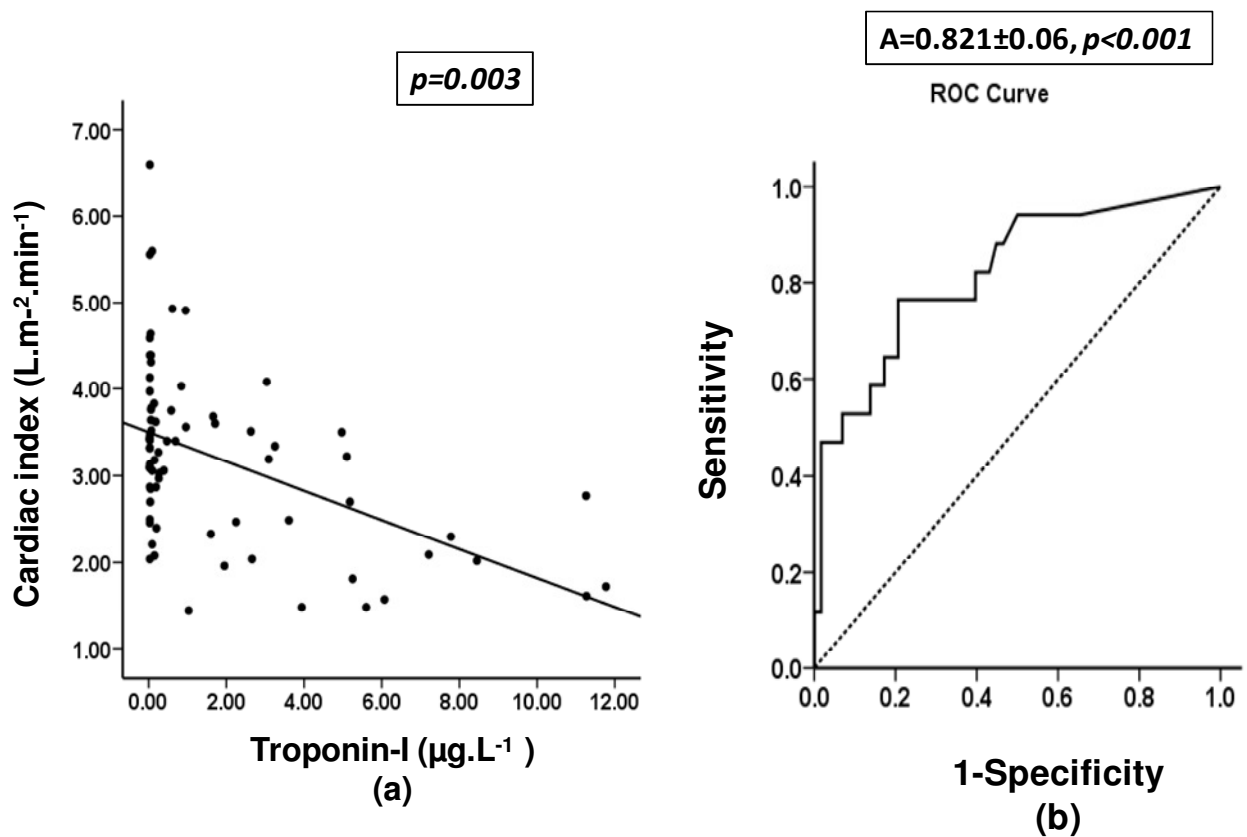 p=0.003
Cardiac index (L.m-².min-¹)
7.00
6.00
5.00
4.00
3.00
2.00
1.00
0.00 2.00 4.00 6.00 8.00 10.00 12.00
Troponin-I (µg.L-¹ )
(a)
A=0.821±0.06, p<0.001
ROC Curve
Sensitivity
1.0
0.8
0.6
0.4
0.2
0.0
0.0 0.2 0.4 0.6 0.8 1.0
1-Specificity
(b)